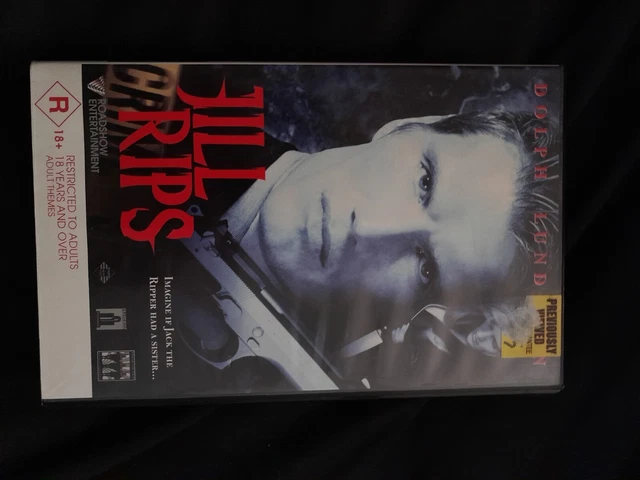 DOLPH LUND N
PREVIOUSLY
VIEWED
JILL
RIPS
IMAGINE IF JACK THE
RIPPER HAD A SISTER...
ROADSHOW
ENTERTAINMENT
R
18+
RESTRICTED TO ADULTS
18 YEARS AND OVER
ADULT THEMES